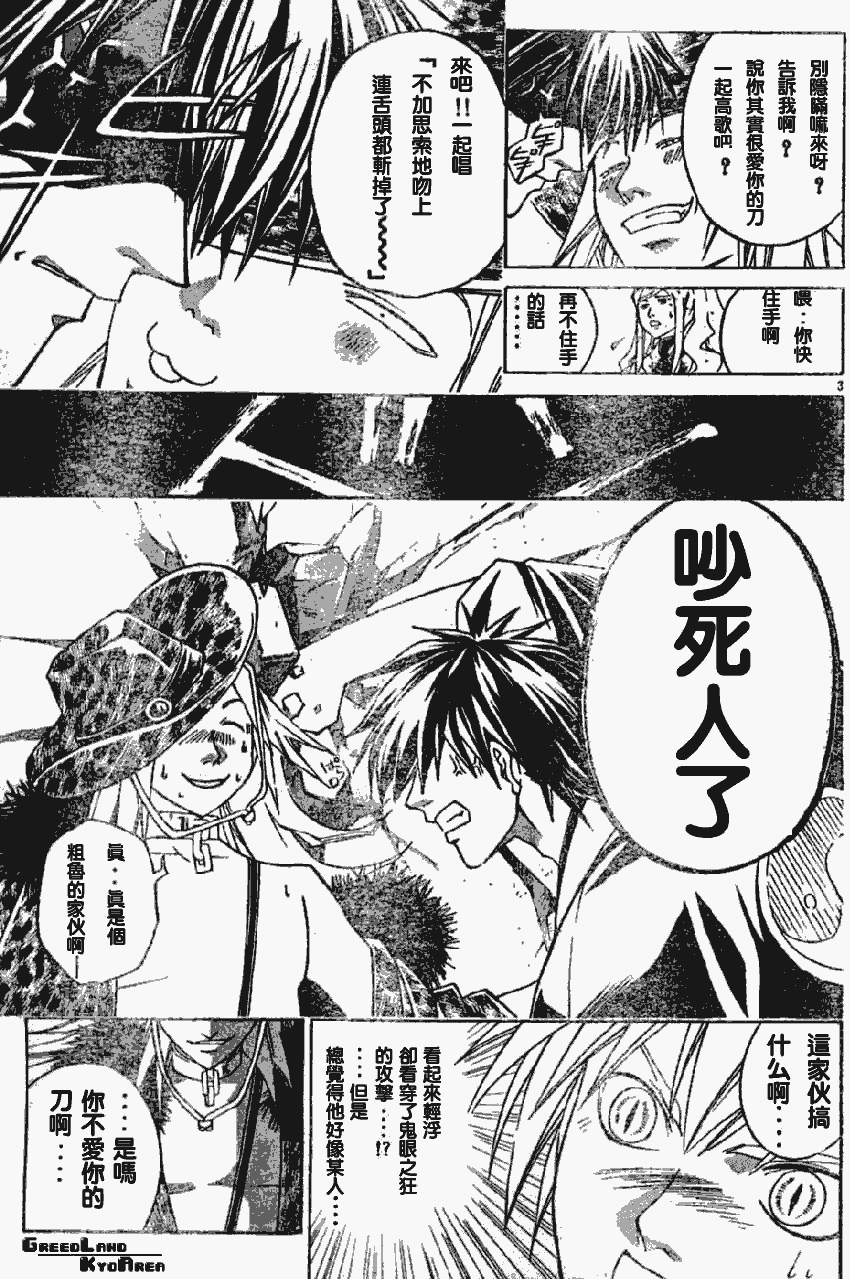 別隱瞞嘛來呀？
告訴我啊？
說你其實很愛你的刀
一起高歌吧？
來吧!!一起唱
『不加思索地吻上
連舌頭都斬掉了~~~~』
喂‥你快
住手啊
再不住手
的話
‥‥‥
3
吵死人了
真‥真是個
粗魯的家伙啊─
這家伙搞
什么啊‥‥
看起來輕浮
卻看穿了鬼眼之狂
的攻擊‥‥!?
‥‥但是
總覺得他好像某人‥‥
‥‥是嗎
你不愛你的
刀啊‥‥
GREEDLAND
KYOAREA